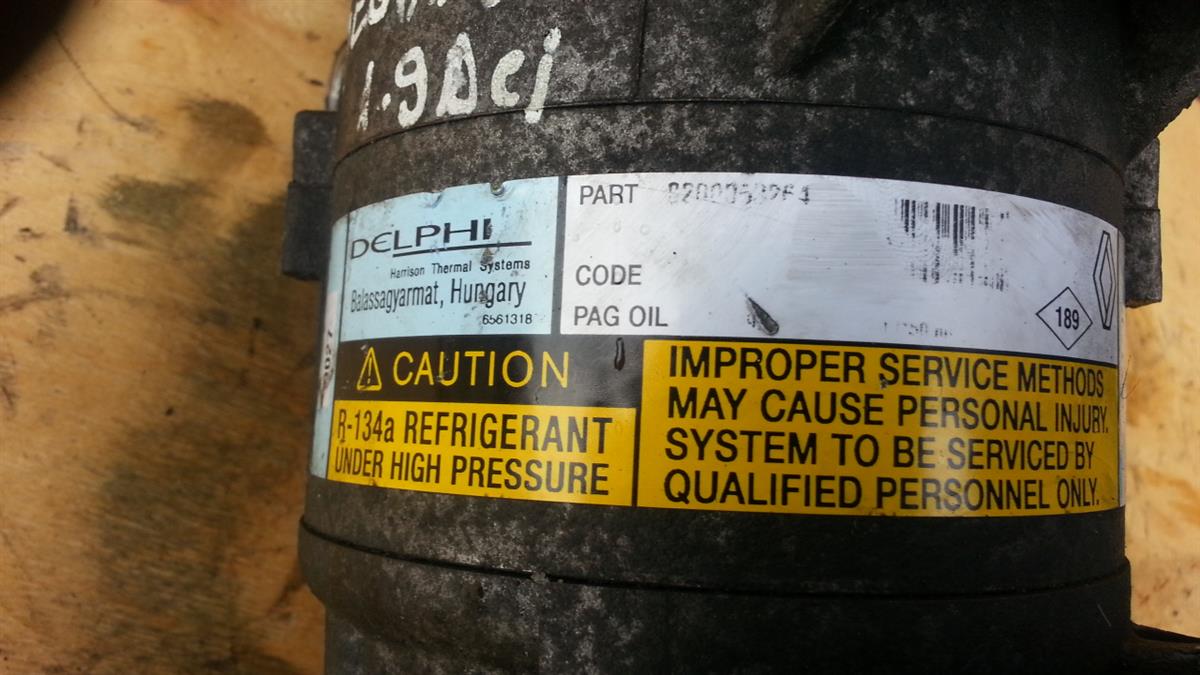 1.9Dci
DELPHI
Harrison Thermal Systems
Balassagyarmat, Hungary
6561318
PART 8200053264
CODE
PAG OIL
189
CAUTION
R-134a REFRIGERANT
UNDER HIGH PRESSURE
IMPROPER SERVICE METHODS
MAY CAUSE PERSONAL INJURY.
SYSTEM TO BE SERVICED BY
QUALIFIED PERSONNEL ONLY.